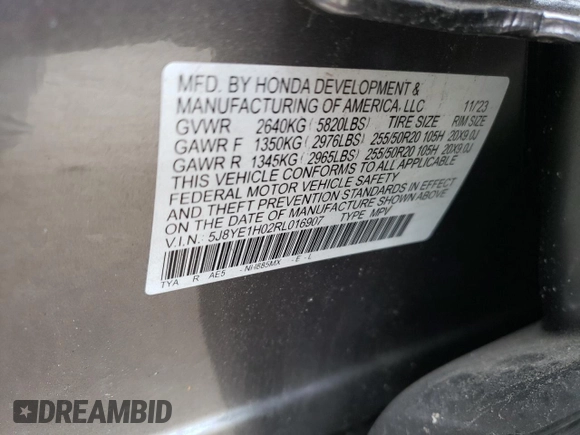 MFD. BY HONDA DEVELOPMENT &
MANUFACTURING OF AMERICA, LLC 11/23
GVWR 2640KG ( 5820LBS) TIRE SIZE RIM SIZE
GAWR F 1350KG ( 2976LBS) 255/50R20 105H 20X9.0J
GAWR R 1345KG ( 2965LBS) 255/50R20 105H 20X9.0J
THIS VEHICLE CONFORMS TO ALL APPLICABLE
FEDERAL MOTOR VEHICLE SAFETY
AND THEFT PREVENTION STANDARDS IN EFFECT
ON THE DATE OF MANUFACTURE SHOWN ABOVE.
V.I.N.: 5J8YE1H02RL016907 TYPE MPV
TYA R AE5 - NH885MX - E - L
DREAMBID